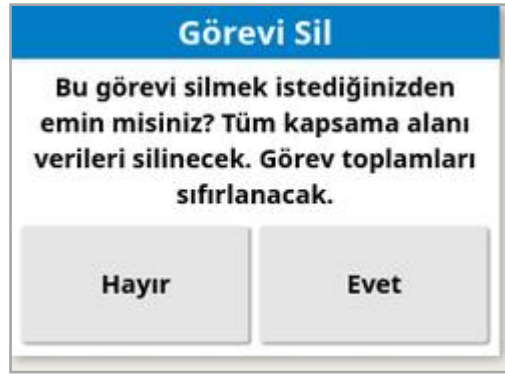 Görevi Sil
Bu görevi silmek istediğinizden
emin misiniz? Tüm kapsama alanı
verileri silinecek. Görev toplamları
sıfırlanacak.
Hayır
Evet